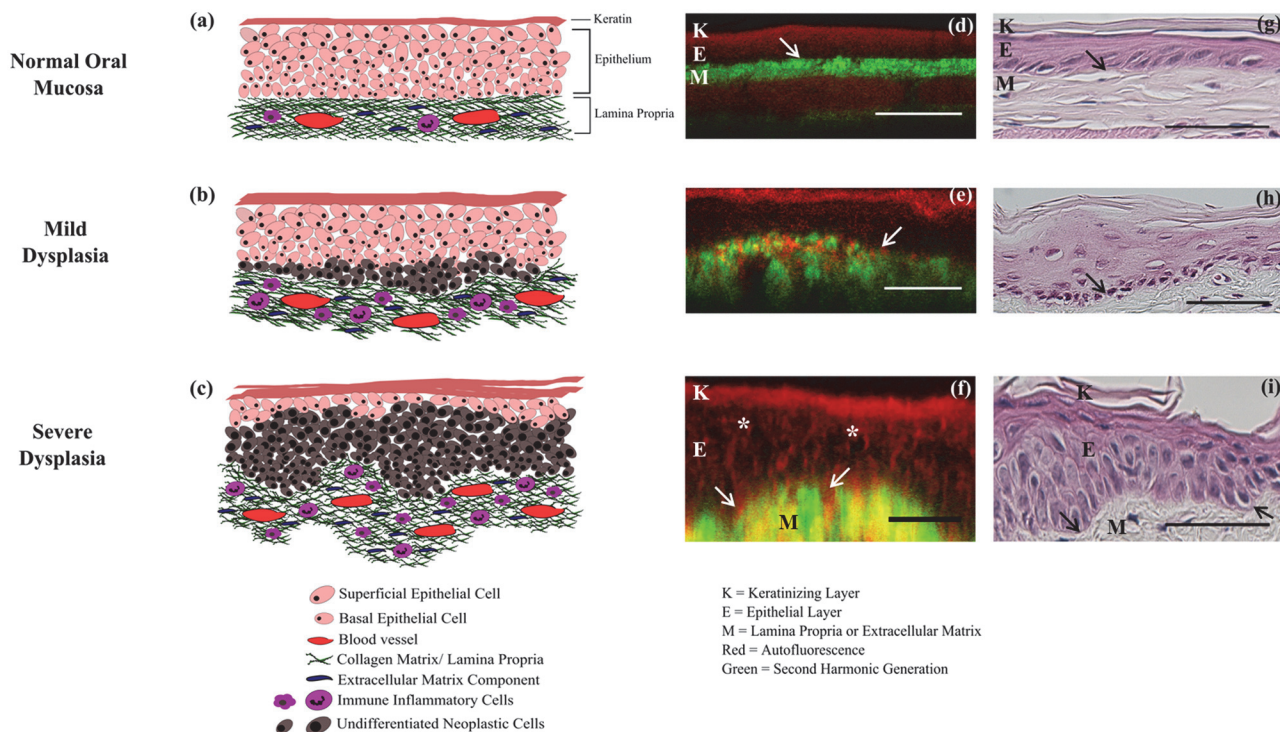 Normal Oral
Mucosa
(a)
Keratin
Epithelium
Lamina Propria
K
E
M
(d)
K
E
M
(g)
Mild
Dysplasia
(b)
(e)
(h)
Severe
Dysplasia
(c)
K
E
M
(f)
K
E
M
(i)
Superficial Epithelial Cell
Basal Epithelial Cell
Blood vessel
Collagen Matrix/ Lamina Propria
Extracellular Matrix Component
Immune Inflammatory Cells
Undifferentiated Neoplastic Cells
K = Keratinizing Layer
E = Epithelial Layer
M = Lamina Propria or Extracellular Matrix
Red = Autofluorescence
Green = Second Harmonic Generation